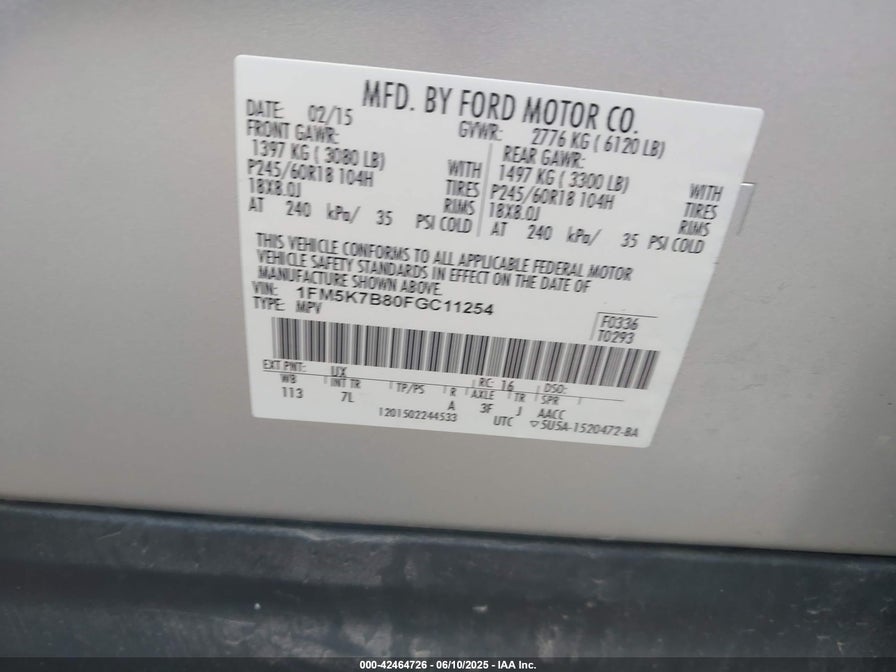 MFD. BY FORD MOTOR CO.
DATE: 02/15 GVWR: 2776 KG ( 6120 LB)
FRONT GAWR: REAR GAWR:
1397 KG ( 3080 LB) WITH 1497 KG ( 3300 LB) WITH
P245/60R18 104H TIRES P245/60R18 104H TIRES
18X8.0J RIMS 18X8.0J RIMS
AT 240 kPa/ 35 PSI COLD AT 240 kPa/ 35 PSI COLD
THIS VEHICLE CONFORMS TO ALL APPLICABLE FEDERAL MOTOR
VEHICLE SAFETY STANDARDS IN EFFECT ON THE DATE OF
MANUFACTURE SHOWN ABOVE.
VIN: 1FM5K7B80FGC11254
TYPE: MPV
F0336
T0293
EXT PNT: UX RC: 16 DSO:
WB INT TR TP/PS R AXLE TR SPR
113 7L A 3F J AACC
1201502244533 UTC ▽5U5A-1520472-BA
000-42464726 - 06/10/2025 - IAA Inc.